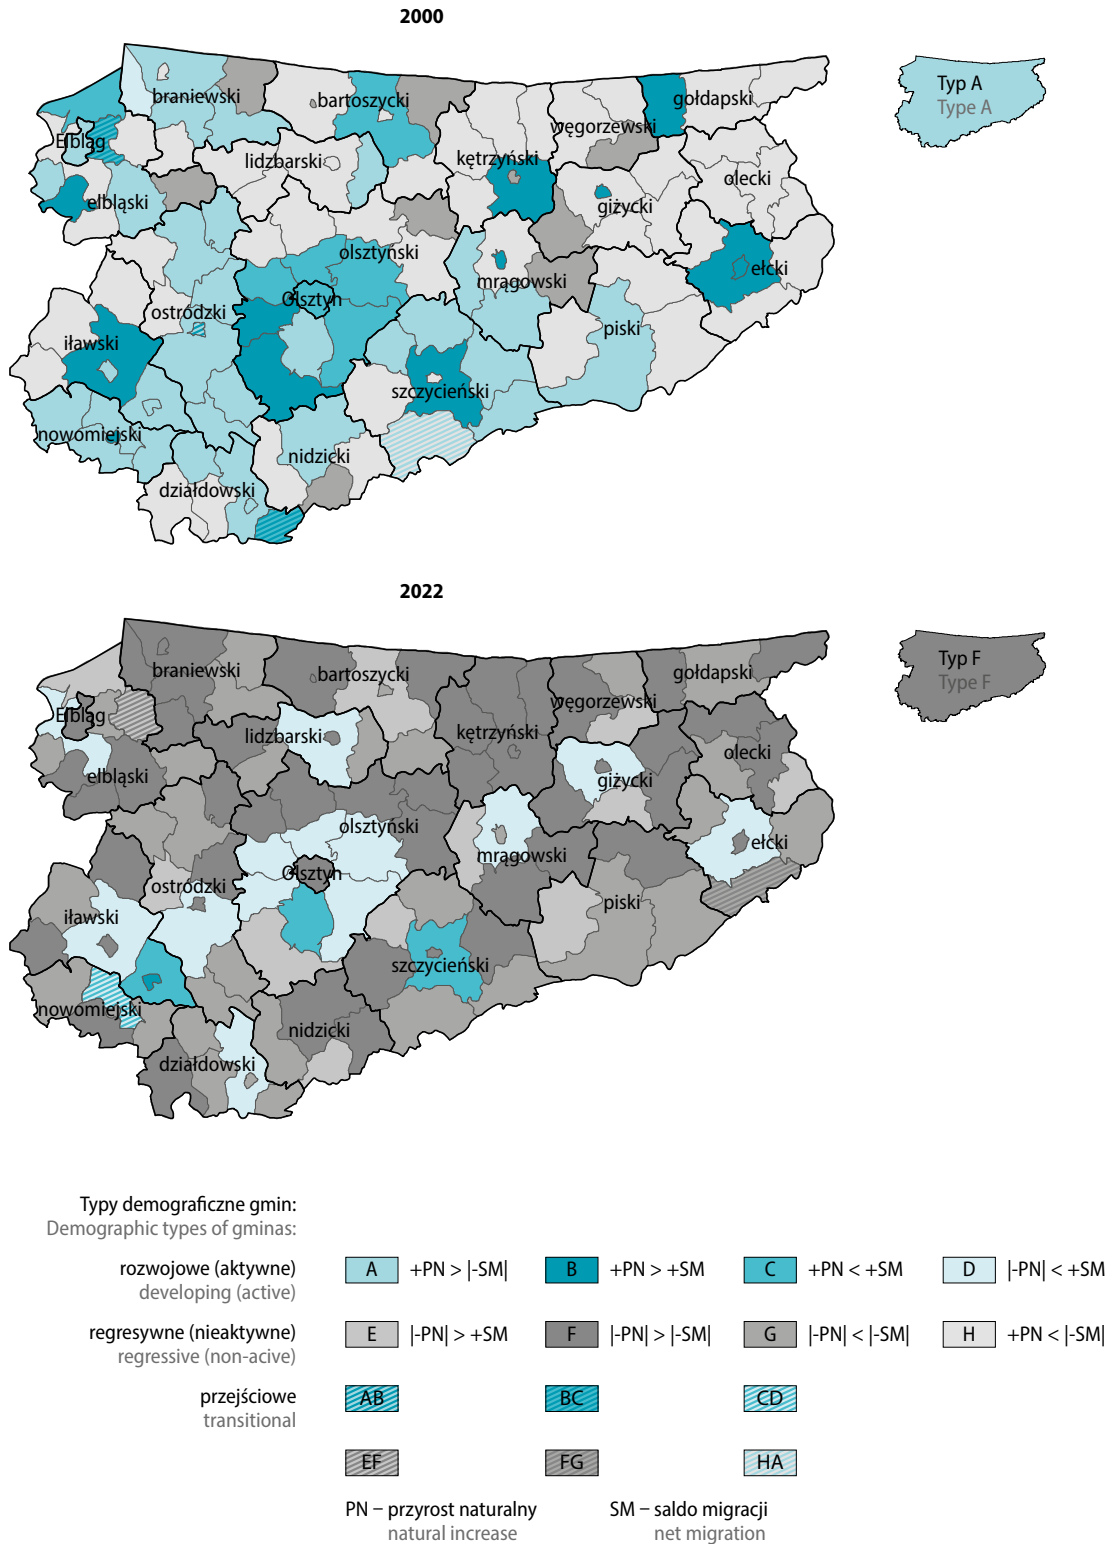 2000
braniewski
bartoszycki
gołdapski
węgorzewski
Elbląg
lidzbarski
kętrzyński
olecki
elbląski
giżycki
olsztyński
ełcki
mrągowski
Olsztyn
ostródzki
piski
iławski
szczycieński
nowomiejski
nidzicki
działdowski
Typ A
Type A
2022
braniewski
bartoszycki
gołdapski
węgorzewski
Elbląg
lidzbarski
kętrzyński
olecki
elbląski
giżycki
olsztyński
ełcki
mrągowski
Olsztyn
ostródzki
piski
iławski
szczycieński
nowomiejski
nidzicki
działdowski
Typ F
Type F
Typy demograficzne gmin:
Demographic types of gminas:
rozwojowe (aktywne)
developing (active)
A +PN > |-SM|
B +PN > +SM
C +PN < +SM
D |-PN| < +SM
regresywne (nieaktywne)
regressive (non-acive)
E |-PN| > +SM
F |-PN| > |-SM|
G |-PN| < |-SM|
H +PN < |-SM|
przejściowe
transitional
AB
BC
CD
EF
FG
HA
PN – przyrost naturalny
natural increase
SM – saldo migracji
net migration